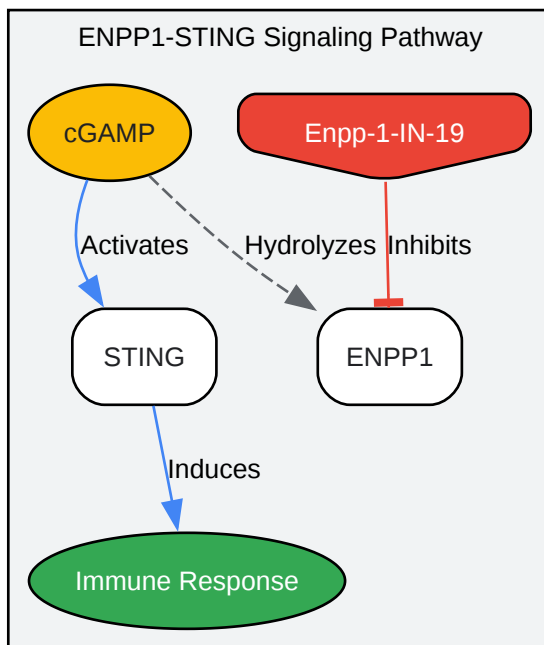 ENPP1-STING Signaling Pathway
cGAMP
Enpp-1-IN-19
Activates
Hydrolyzes
Inhibits
STING
ENPP1
Induces
Immune Response